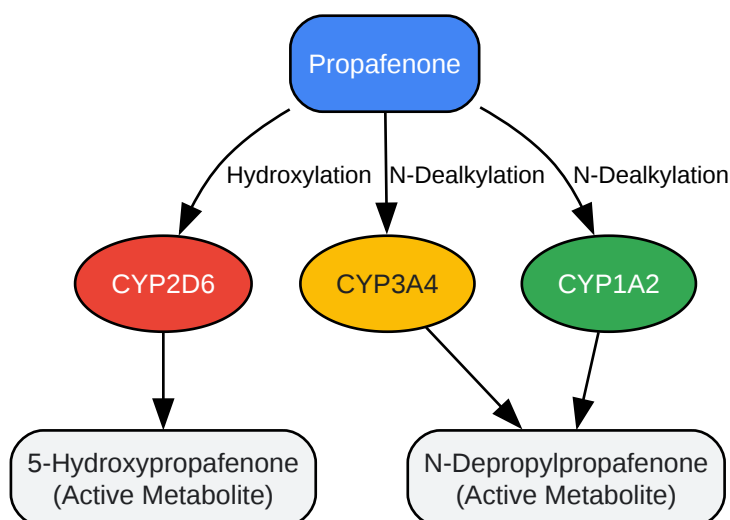 Propafenone
Hydroxylation
N-Dealkylation
N-Dealkylation
CYP2D6
CYP3A4
CYP1A2
5-Hydroxypropafenone
(Active Metabolite)
N-Depropylpropafenone
(Active Metabolite)